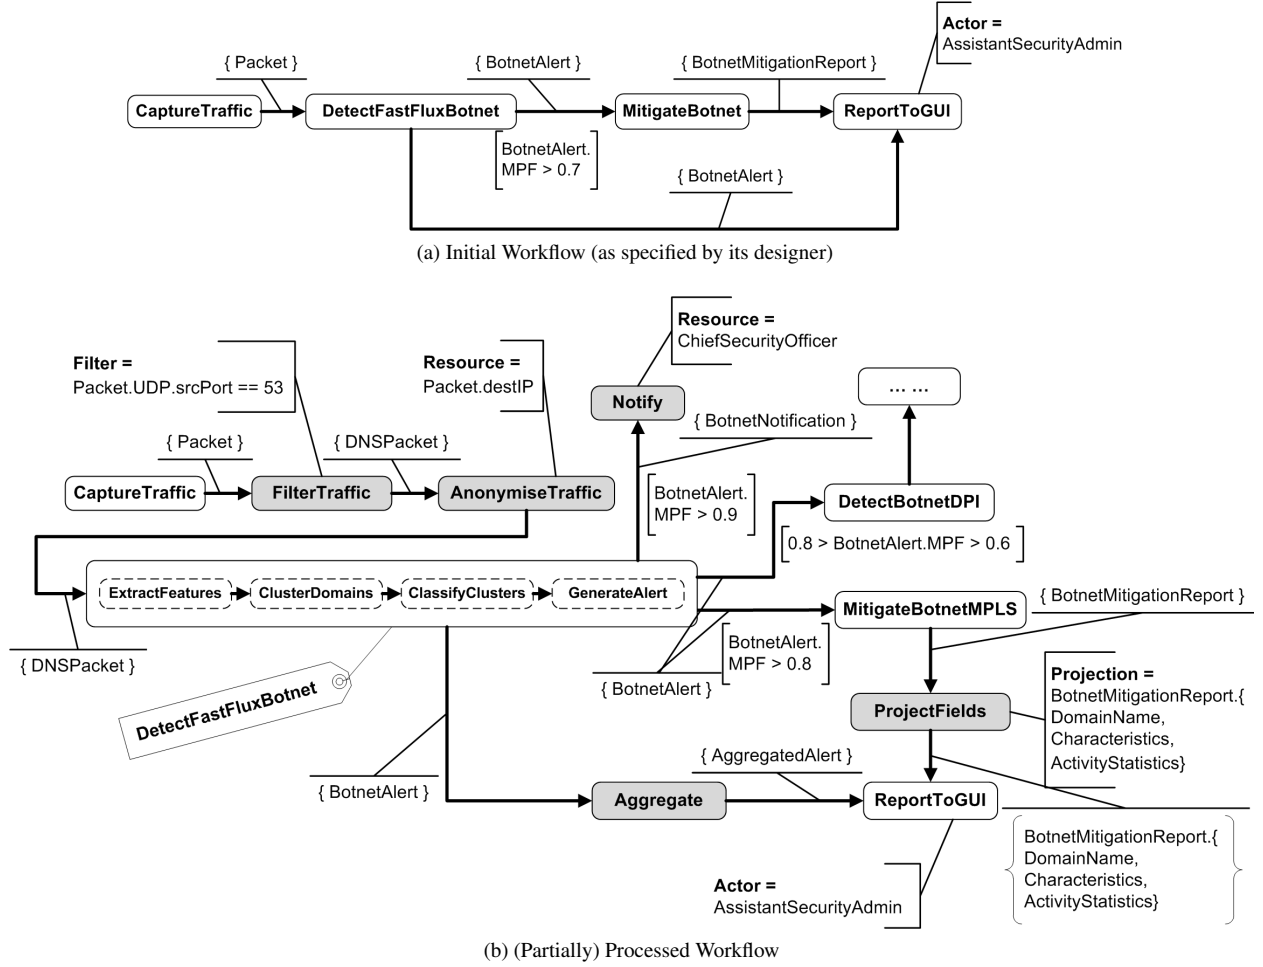 Actor =
AssistantSecurityAdmin
{ Packet }
{ BotnetAlert }
{ BotnetMitigationReport }
CaptureTraffic
DetectFastFluxBotnet
MitigateBotnet
ReportToGUI
BotnetAlert.
MPF > 0.7
{ BotnetAlert }
(a) Initial Workflow (as specified by its designer)
Resource =
ChiefSecurityOfficer
Filter =
Packet.UDP.srcPort == 53
Resource =
Packet.destIP
Notify
... ...
{ Packet }
{ DNSPacket }
{ BotnetNotification }
CaptureTraffic
FilterTraffic
AnonymiseTraffic
BotnetAlert.
MPF > 0.9
DetectBotnetDPI
0.8 > BotnetAlert.MPF > 0.6
ExtractFeatures
ClusterDomains
ClassifyClusters
GenerateAlert
MitigateBotnetMPLS
{ BotnetMitigationReport }
{ DNSPacket }
BotnetAlert.
MPF > 0.8
{ BotnetAlert }
DetectFastFluxBotnet
Projection =
BotnetMitigationReport.{
DomainName,
Characteristics,
ActivityStatistics}
ProjectFields
{ AggregatedAlert }
{ BotnetAlert }
Aggregate
ReportToGUI
BotnetMitigationReport.{
DomainName,
Characteristics,
ActivityStatistics}
Actor =
AssistantSecurityAdmin
(b) (Partially) Processed Workflow